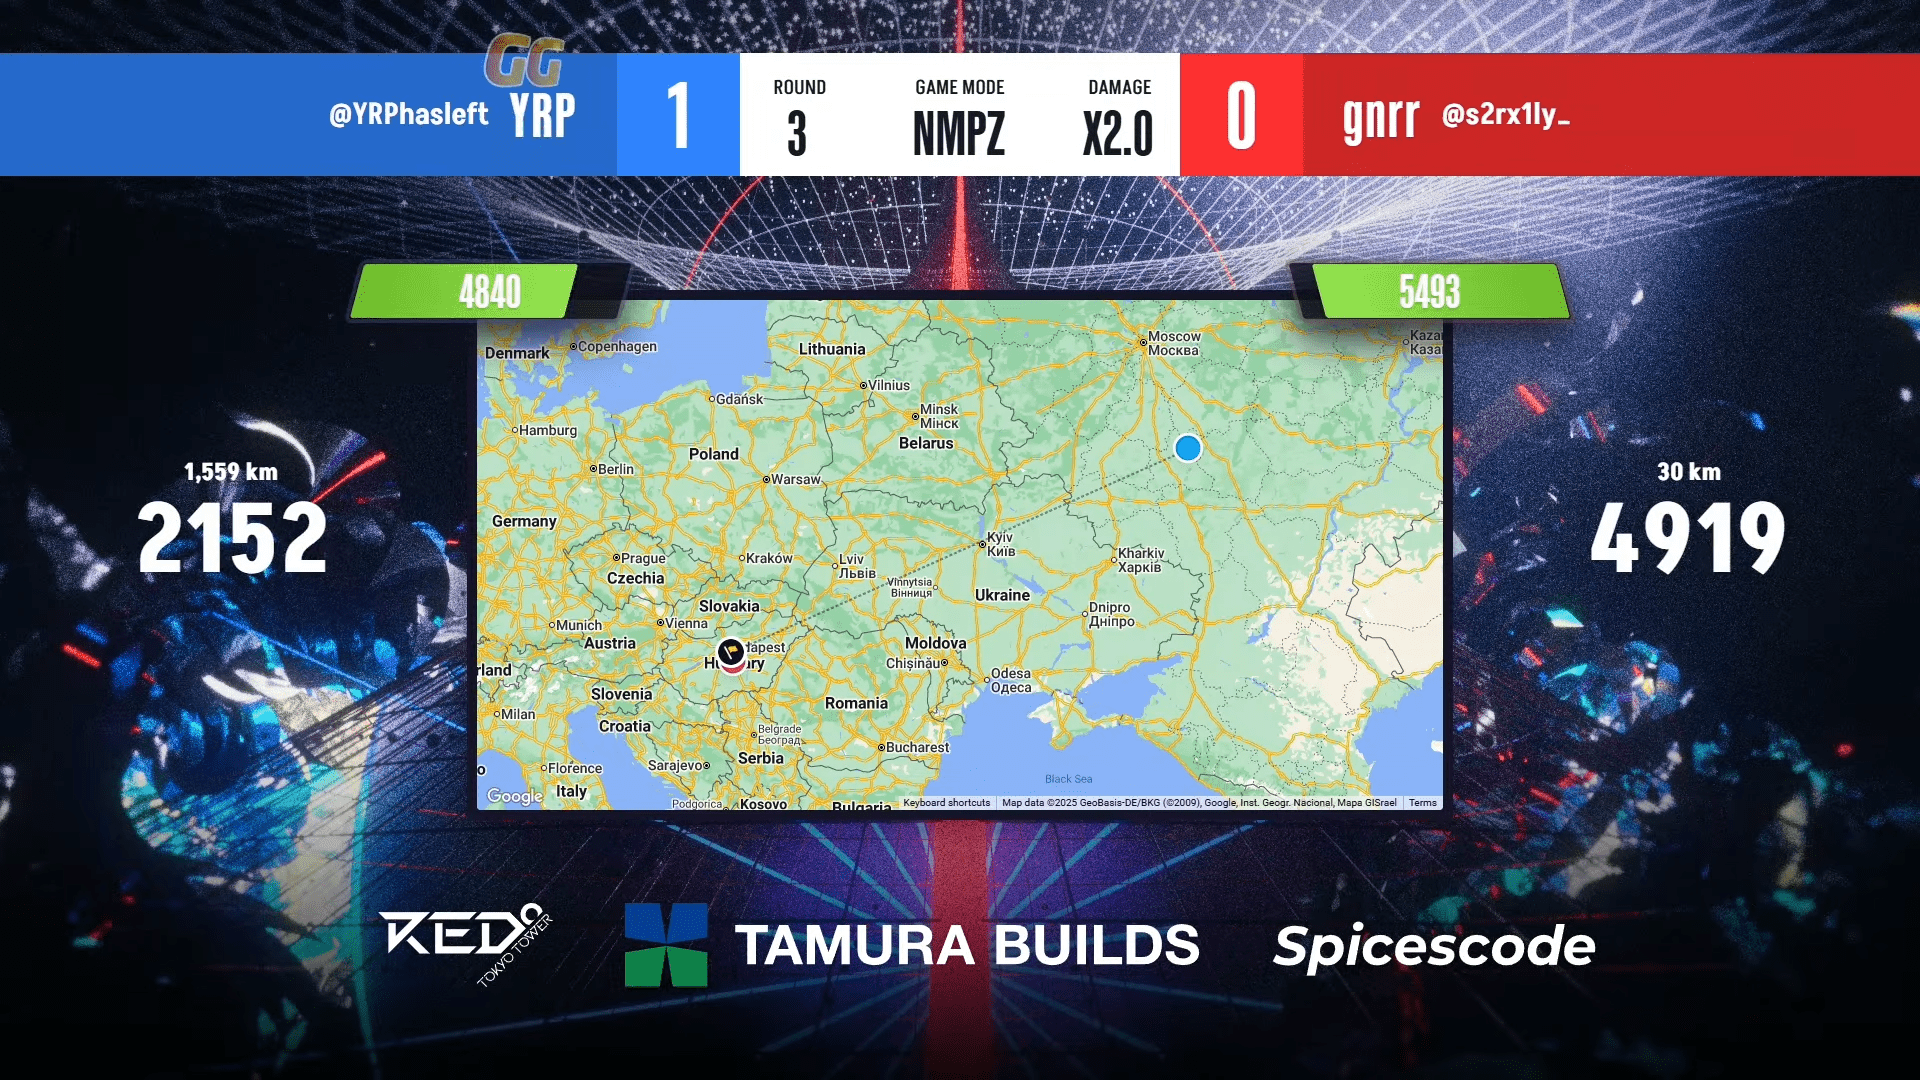 GG
@YRPhasleft YRP
1
ROUND
3
GAME MODE
NMPZ
DAMAGE
X2.0
0
gnrr @s2rx1ly_
4840
5493
1,559 km
2152
30 km
4919
Denmark
Copenhagen
Lithuania
Moscow
Москва
Vilnius
Gdańsk
Minsk
Мінск
Belarus
Hamburg
Poland
Berlin
Warsaw
Germany
Prague
Czechia
Kraków
Lviv
Львів
Kyiv
Київ
Kharkiv
Харків
Vinnytsia
Вінниця
Ukraine
Slovakia
Munich
Vienna
Austria
Dnipro
Дніпро
Moldova
Chișinău
Odesa
Одеса
Slovenia
Romania
Milan
Croatia
Belgrade
Београд
Serbia
Bucharest
Sarajevo
Florence
Italy
Black Sea
Podgorica
Kosovo
Bulgaria
Google
Keyboard shortcuts
Map data ©2025 GeoBasis-DE/BKG (©2009), Google, Inst. Geogr. Nacional, Mapa GISrael
Terms
RED° TOKYO TOWER
TAMURA BUILDS
Spicescode